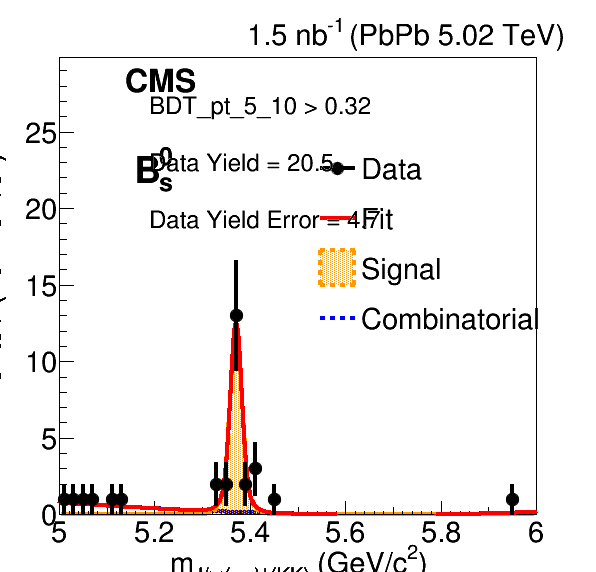 1.5 nb-1 (PbPb 5.02 TeV)
CMS
BDT_pt_5_10 > 0.32
B0s
Data Yield = 20.5
Data Yield Error = 4.7
Data
Fit
Signal
Combinatorial
25
20
15
10
5
0
5 5.2 5.4 5.6 5.8 6
m (GeV/c2)